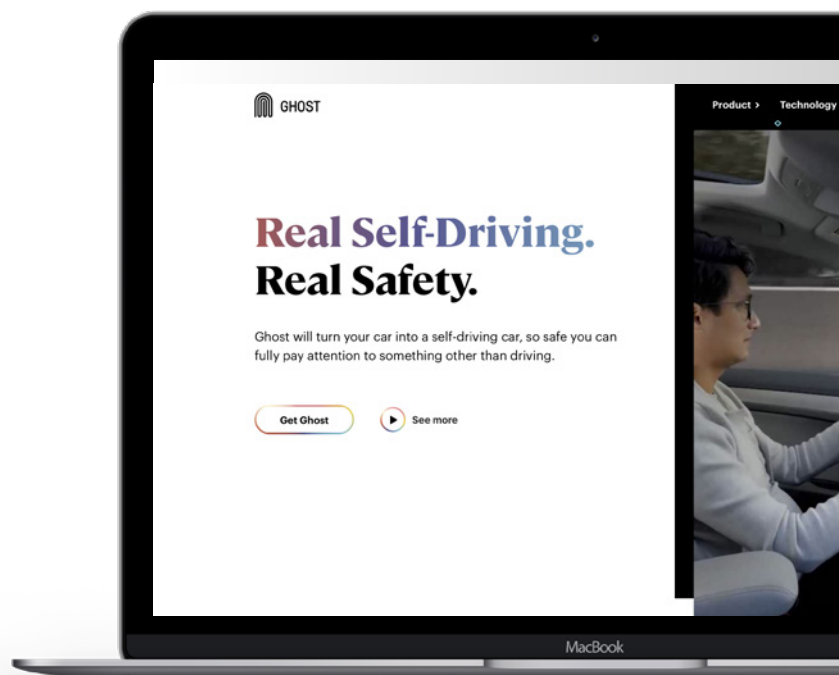 GHOST
Product > Technology
Real Self-Driving.
Real Safety.
Ghost will turn your car into a self-driving car, so safe you can
fully pay attention to something other than driving.
Get Ghost
See more
MacBook